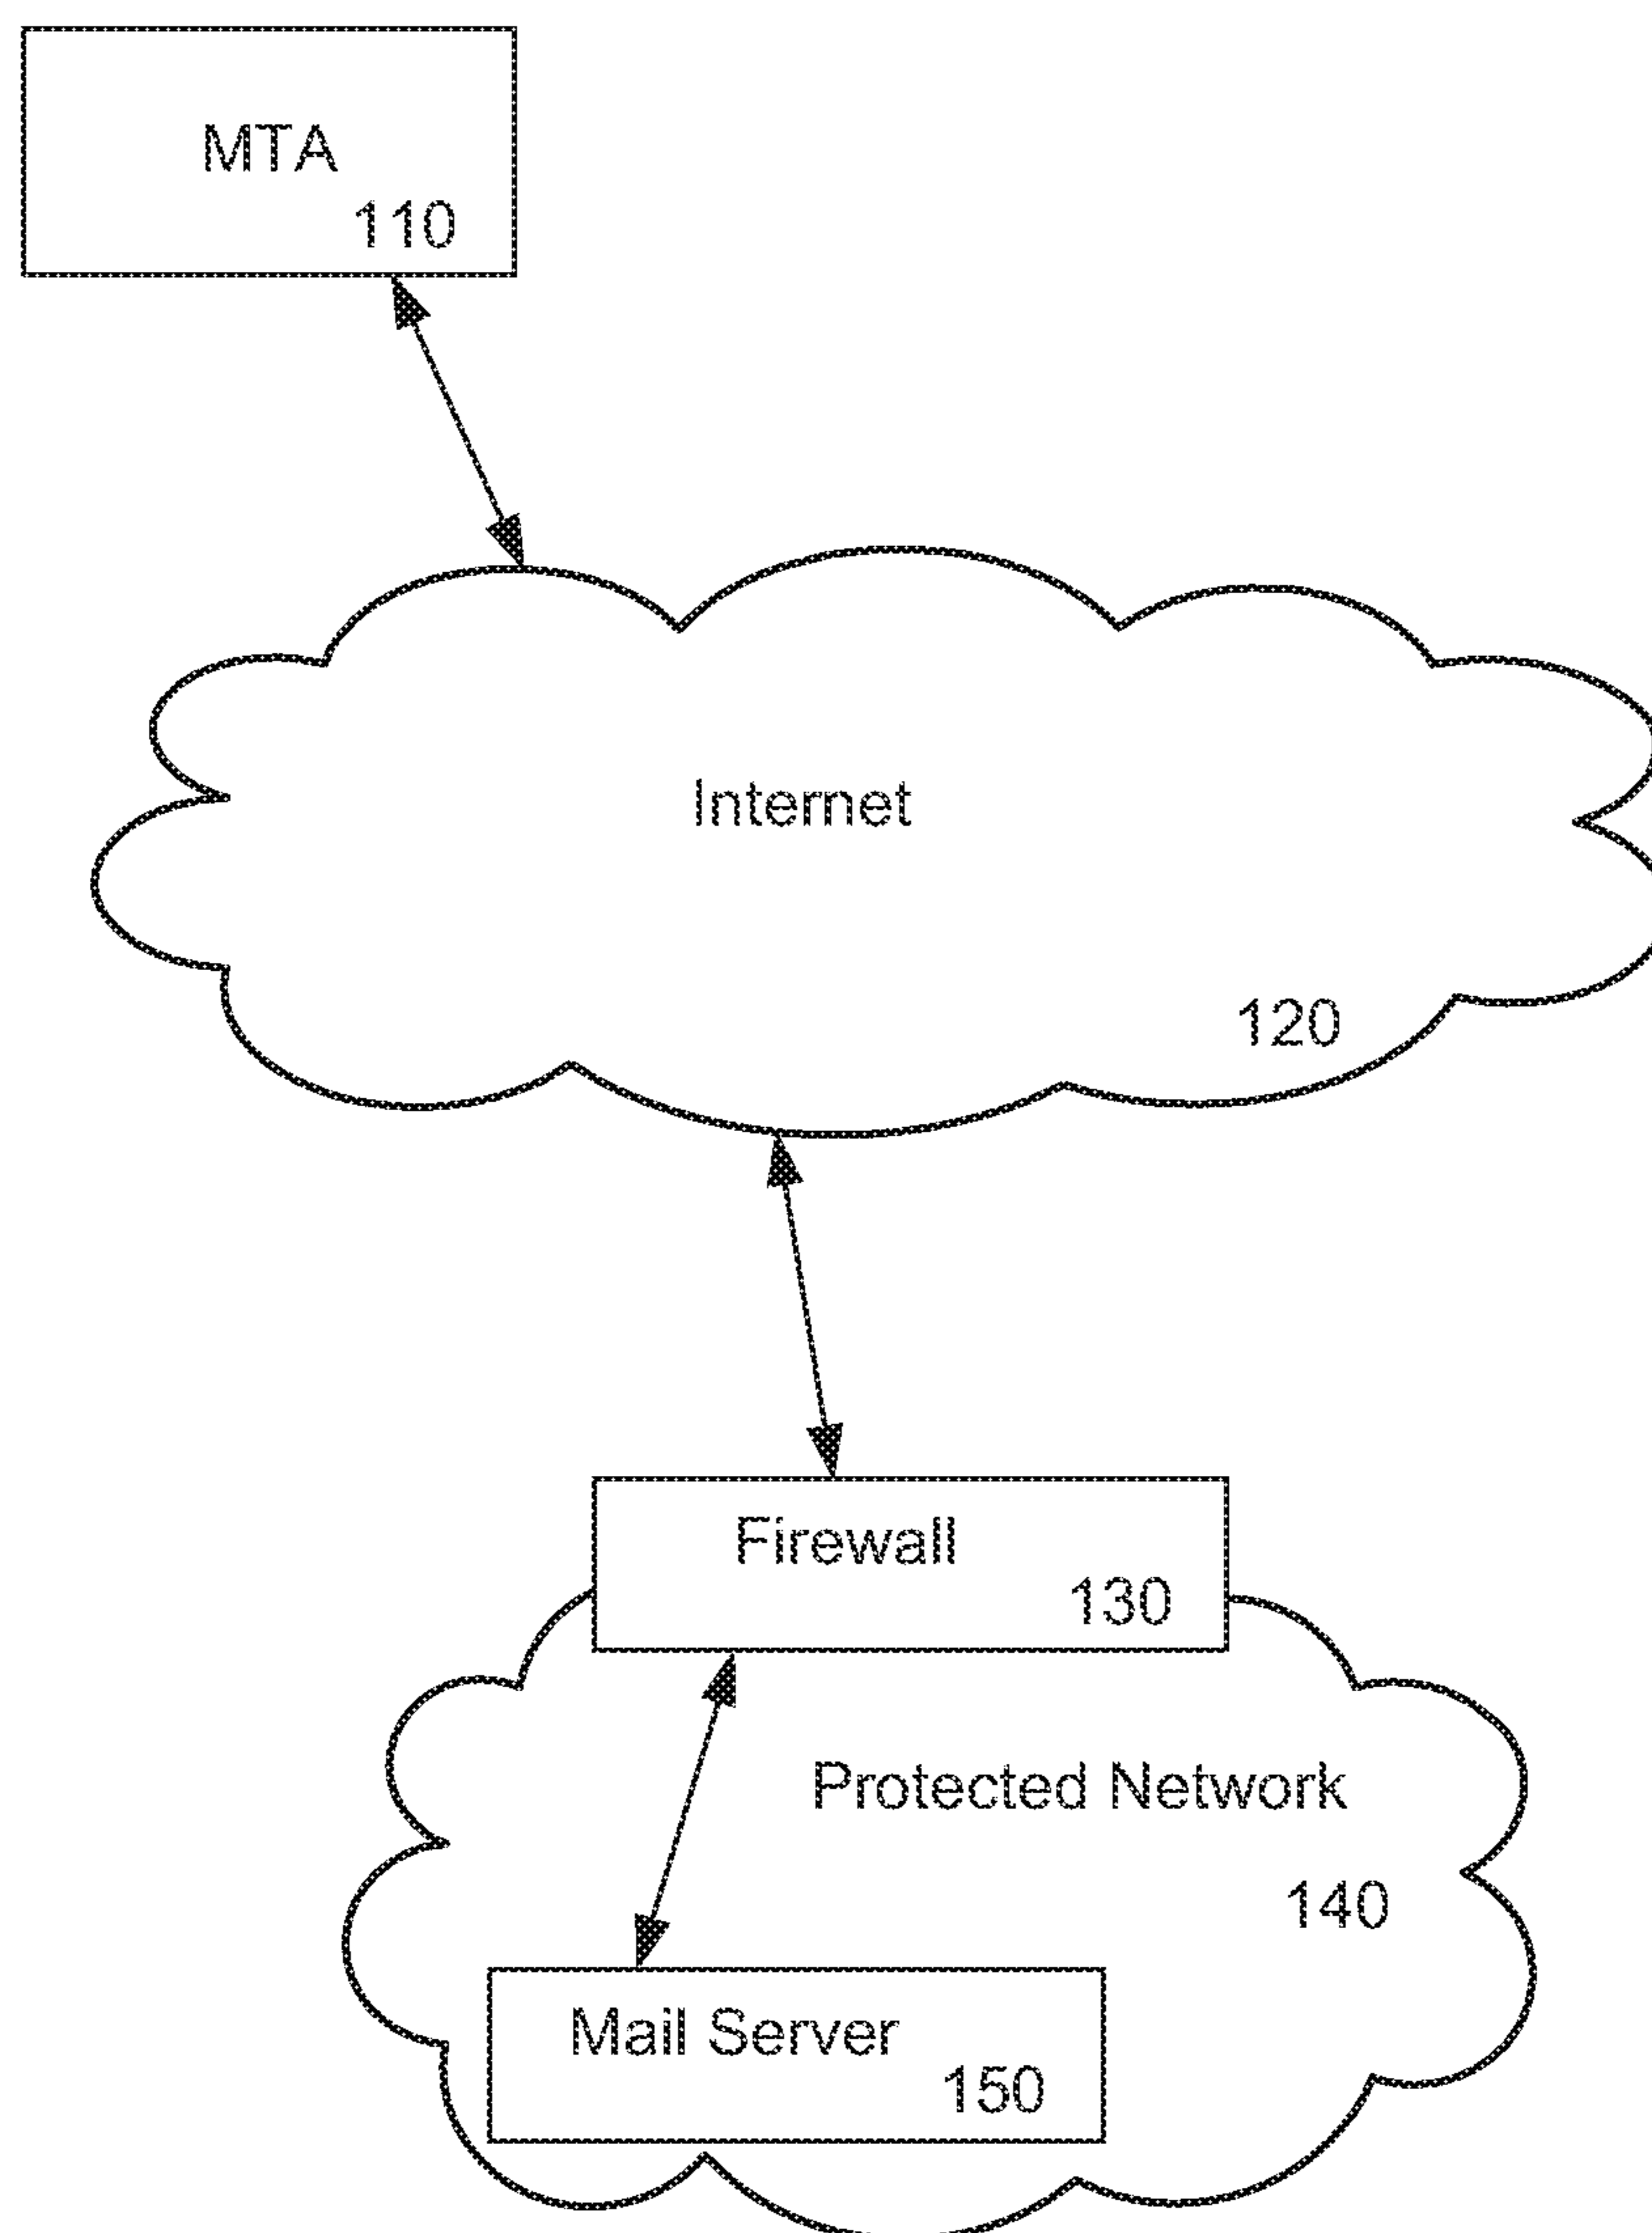 MTA
110
Internet
120
Firewall
130
Protected Network
140
Mail Server
150